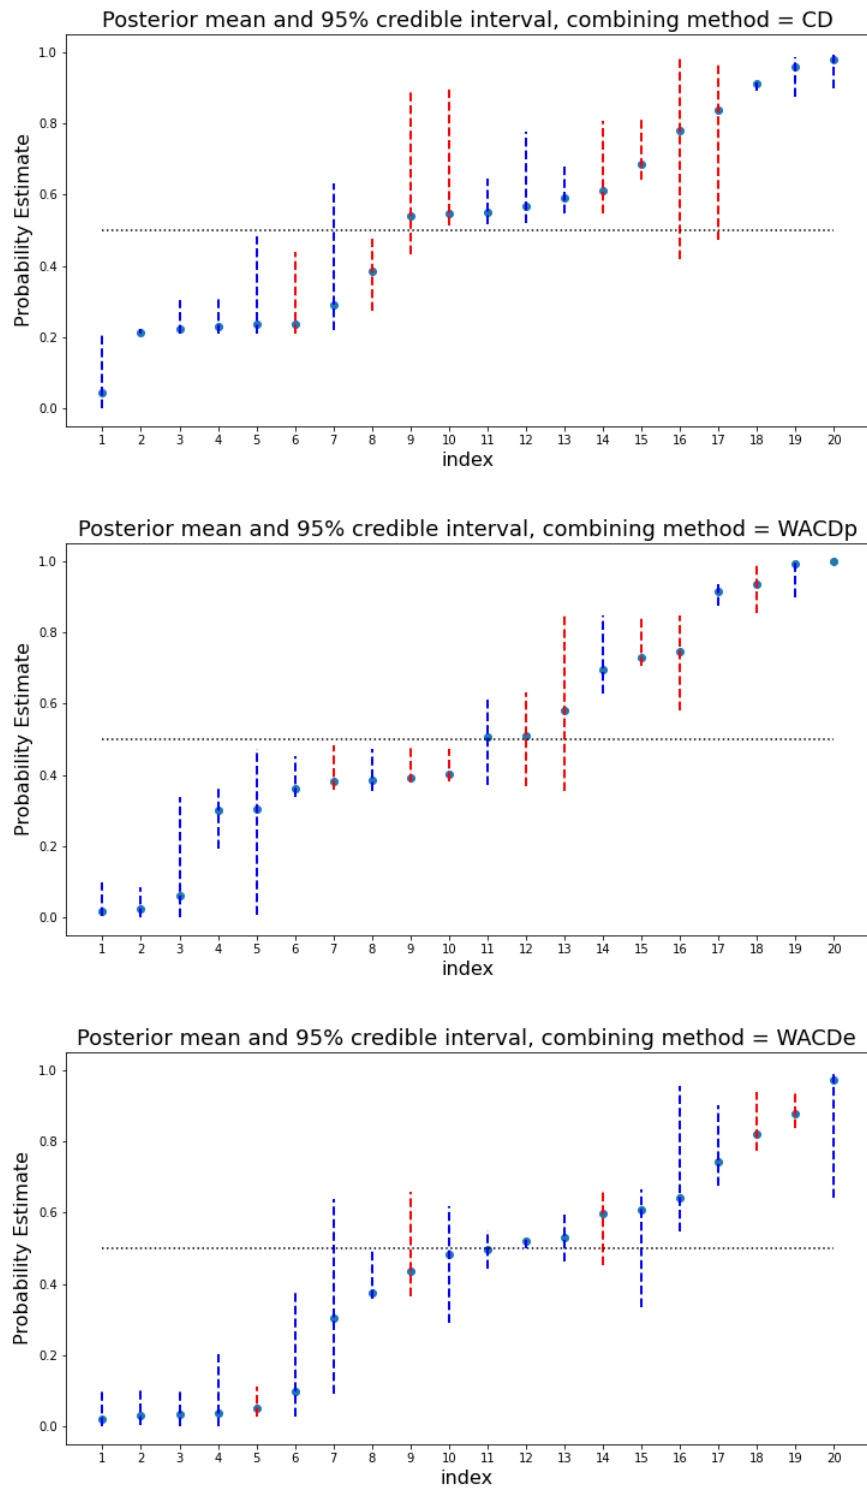 Posterior mean and 95% credible interval, combining method = CD
1.0
0.8
0.6
0.4
0.2
0.0
Probability Estimate
1 2 3 4 5 6 7 8 9 10 11 12 13 14 15 16 17 18 19 20
index
Posterior mean and 95% credible interval, combining method = WACDp
1.0
0.8
0.6
0.4
0.2
0.0
Probability Estimate
1 2 3 4 5 6 7 8 9 10 11 12 13 14 15 16 17 18 19 20
index
Posterior mean and 95% credible interval, combining method = WACDe
1.0
0.8
0.6
0.4
0.2
0.0
Probability Estimate
1 2 3 4 5 6 7 8 9 10 11 12 13 14 15 16 17 18 19 20
index